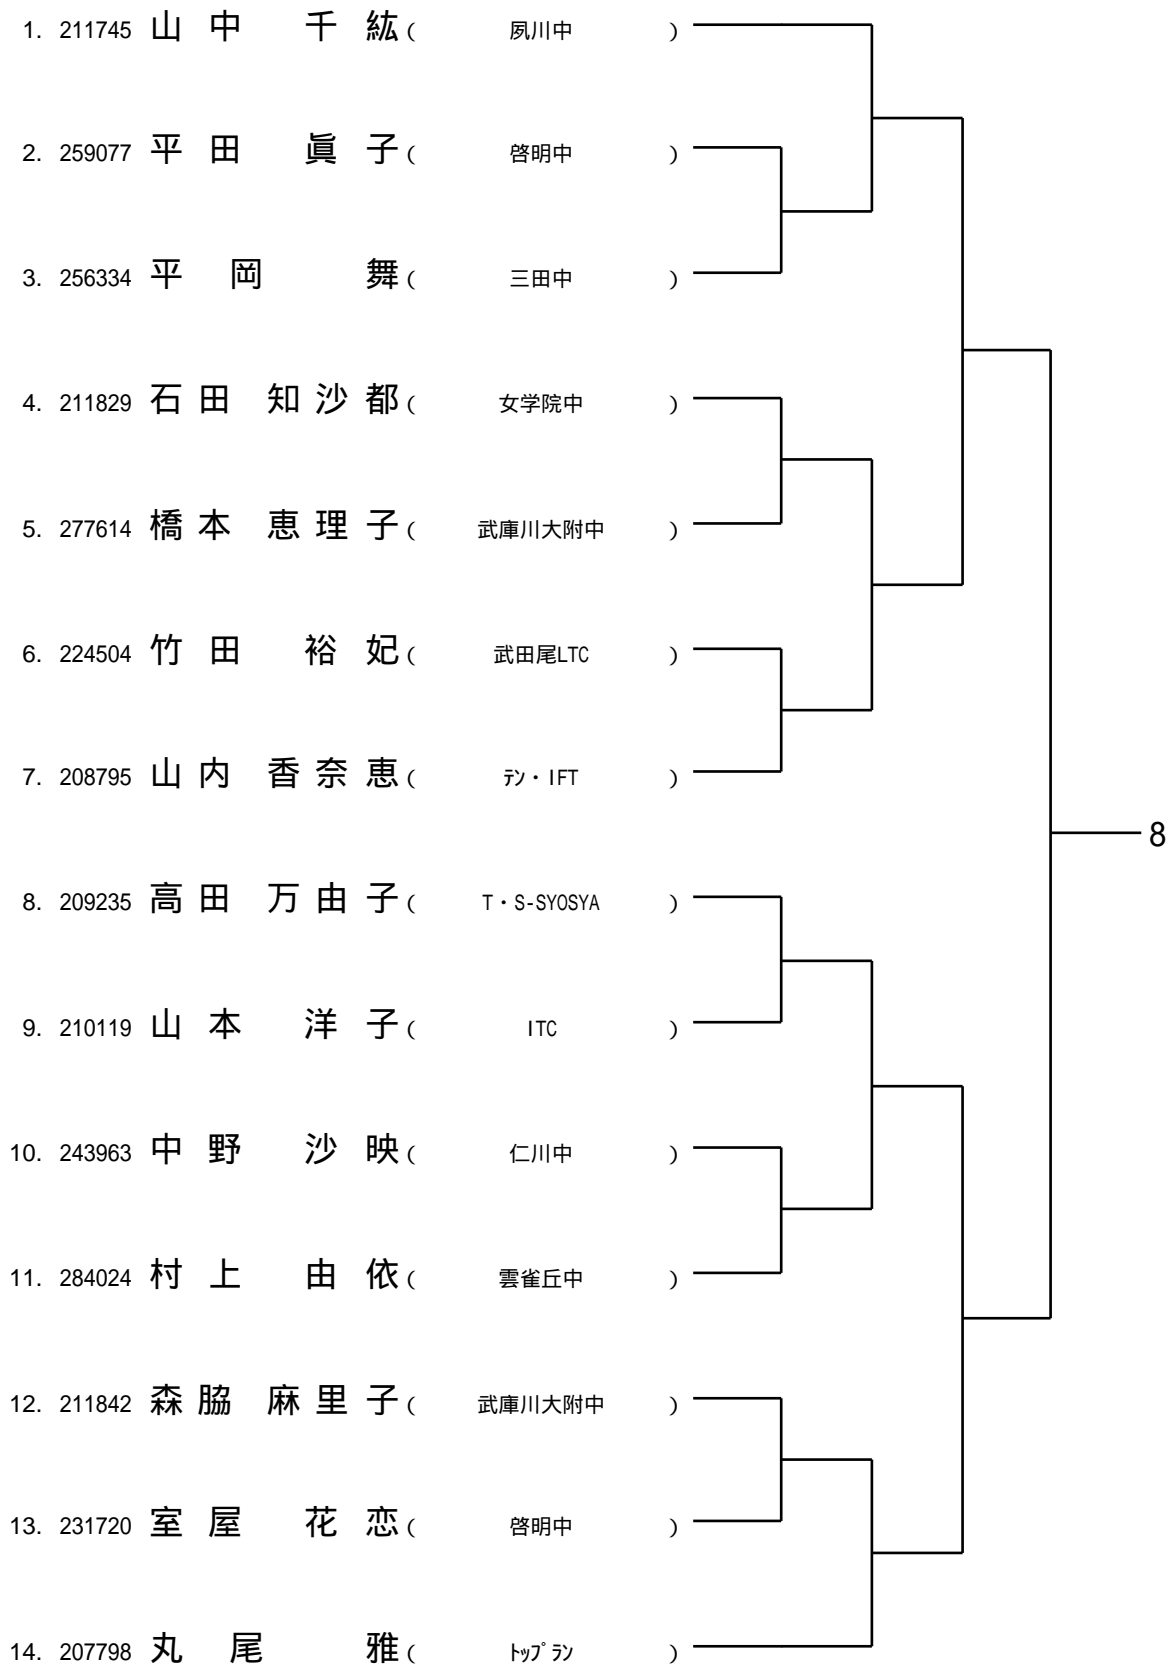 1. 211745 山中 千紘( 夙川中 )
2. 259077 平田 眞子( 啓明中 )
3. 256334 平岡 舞( 三田中 )
4. 211829 石田 知沙都( 女学院中 )
5. 277614 橋本 恵理子( 武庫川大附中 )
6. 224504 竹田 裕妃( 武田尾LTC )
7. 208795 山内 香奈恵( テン・IFT )
8
8. 209235 高田 万由子( T・S-SYOSYA )
9. 210119 山本 洋子( ITC )
10. 243963 中野 沙映( 仁川中 )
11. 284024 村上 由依( 雲雀丘中 )
12. 211842 森脇 麻里子( 武庫川大附中 )
13. 231720 室屋 花恋( 啓明中 )
14. 207798 丸尾 雅( トップラン )